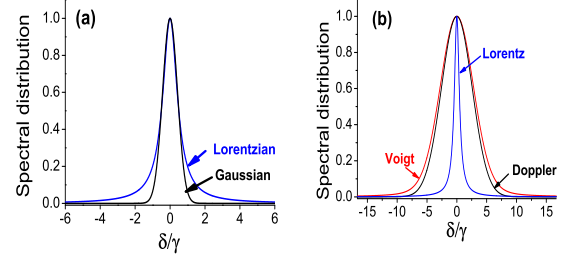 (a)
Spectral distribution
1.0
0.8
0.6
0.4
0.2
0.0
Lorentzian
Gaussian
-6 -4 -2 0 2 4 6
δ/γ
(b)
Spectral distribution
1.0
0.8
0.6
0.4
0.2
0.0
Lorentz
Voigt
Doppler
-15 -10 -5 0 5 10 15
δ/γ